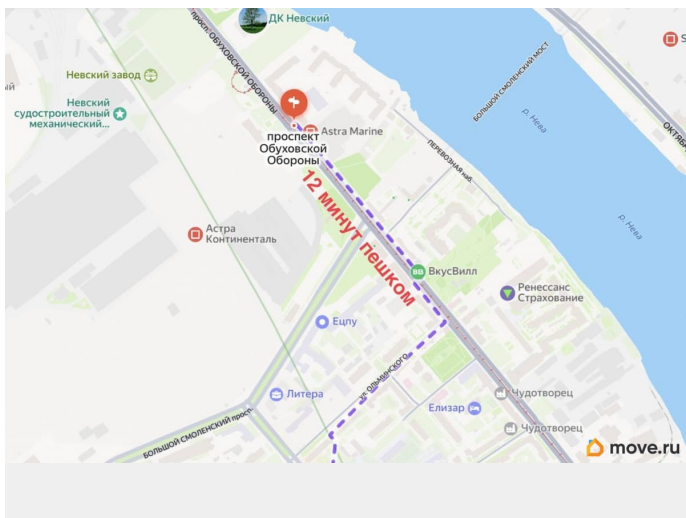 ДК Невский
просп. ОБУХОВСКОЙ ОБОРОНЫ
Невский завод
Невский
судостроительный
механический...
проспект
Обуховской
Обороны
Astra Marine
БОЛЬШОЙ СМОЛЕНСКИЙ МОСТ
р. Нева
р. Нева
ПЕРЕВОЗНАЯ наб.
12 минут пешком
Астра
Континенталь
ВВ ВкусВилл
Ренессанс
Страхование
Ецпу
ул. ОЛЬМИНСКОГО
Литера
Чудотворец
Елизар
Чудотворец
БОЛЬШОЙ СМОЛЕНСКИЙ просп.
move.ru